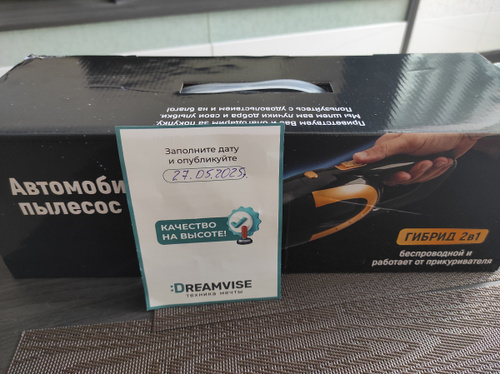 Приветствуем Вас и благодарим за покупку.
Мы шлем вам лучики добра и свои улыбки.
Пользуйтесь с удовольствием на благо!
Заполните дату
и опубликуйте
27.05.2025г.
КАЧЕСТВО
НА ВЫСОТЕ!
:DREAMVISE
техника мечты
Автомоби
пылесос
ГИБРИД 2в1
беспроводной и
работает от прикуривателя